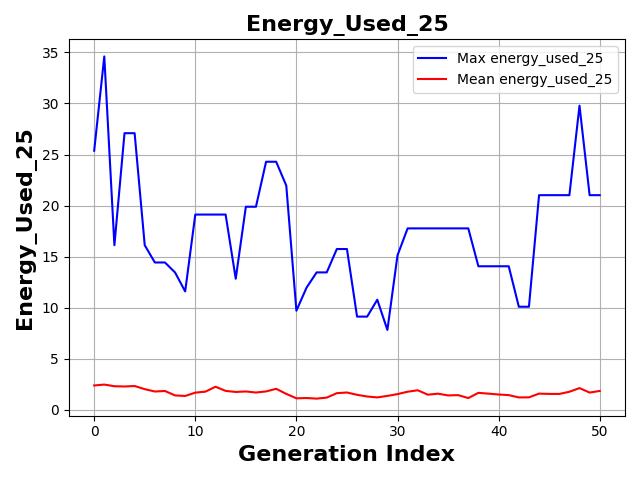 Energy_Used_25
Max energy_used_25
Mean energy_used_25
Energy_Used_25
35
30
25
20
15
10
5
0
0 10 20 30 40 50
Generation Index